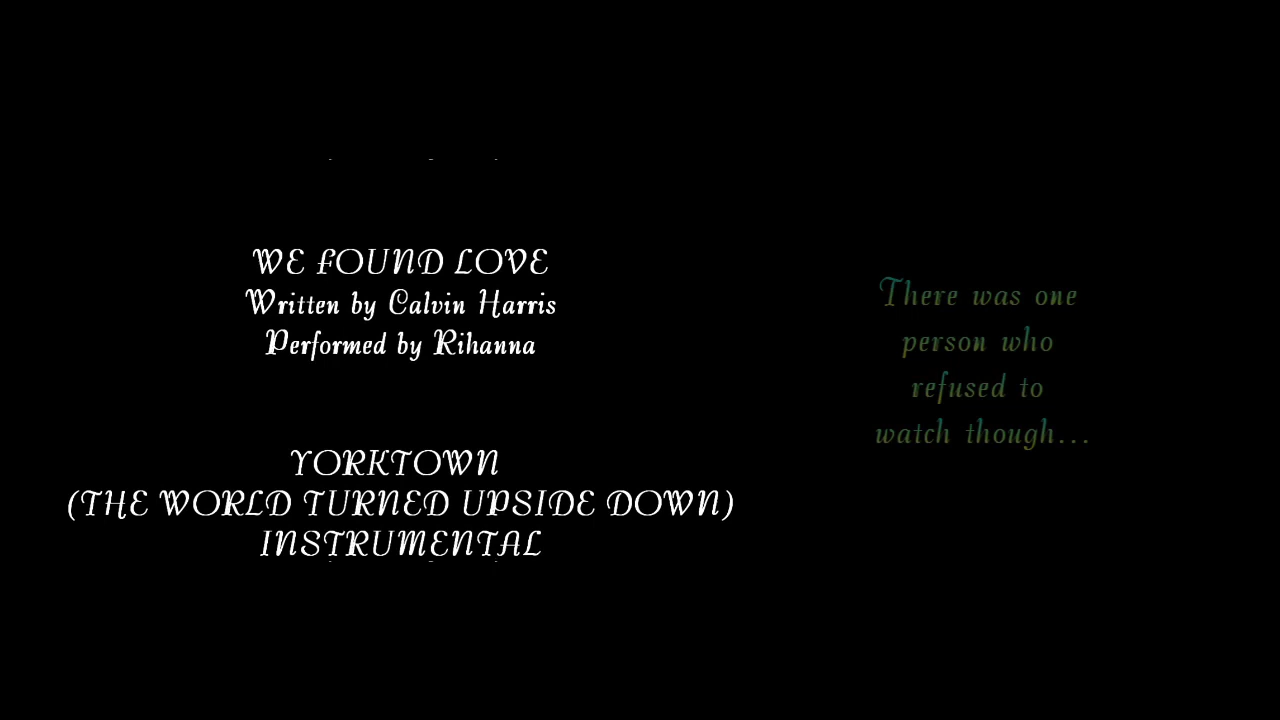 WE FOUND LOVE
Written by Calvin Harris
Performed by Rihanna
YORKTOWN
(THE WORLD TURNED UPSIDE DOWN)
INSTRUMENTAL
There was one
person who
refused to
watch though...